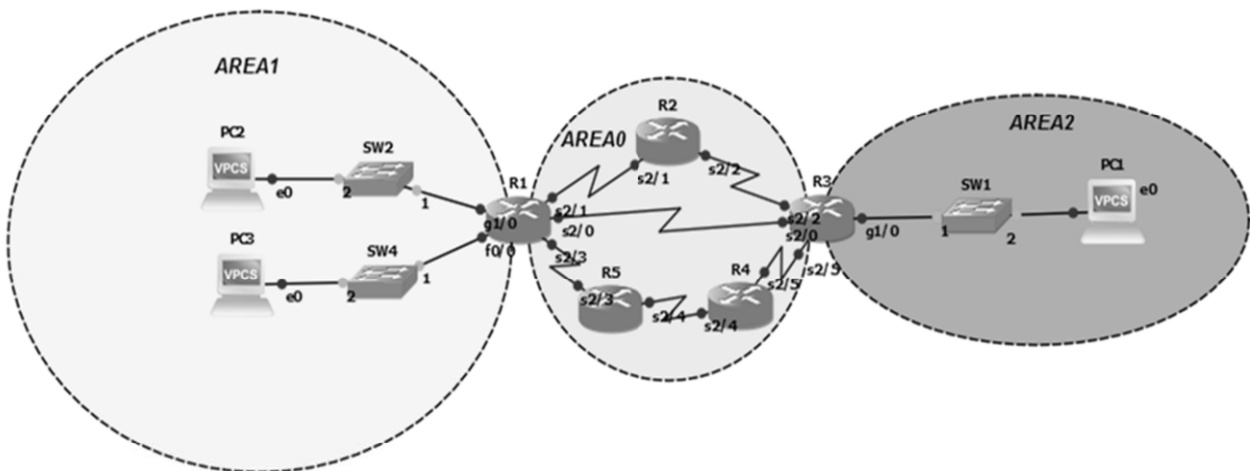 AREA1
PC2
VPCS
e0
2
SW2
1
PC3
VPCS
e0
2
SW4
1
R1
g1/0
f0/0
s2/1
s2/0
s2/3
AREA0
R2
s2/1
s2/2
R5
s2/3
s2/4
R4
s2/4
s2/5
R3
s2/2
s2/0
g1/0
AREA2
SW1
1
2
PC1
VPCS
e0